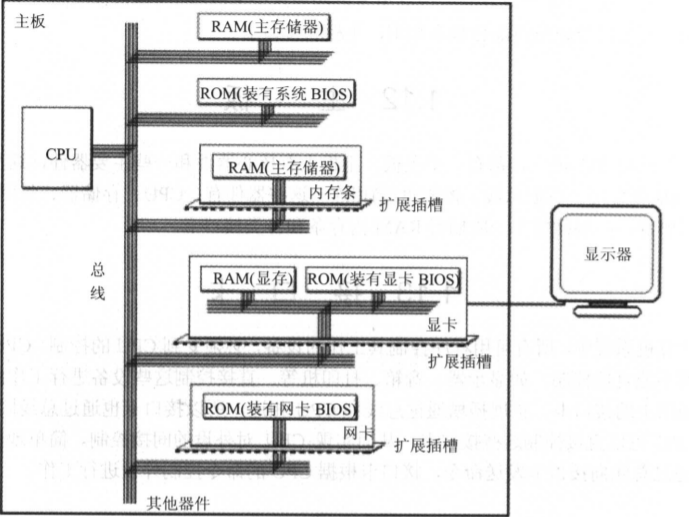 主板
RAM(主存储器)
ROM(装有系统 BIOS)
CPU
RAM(主存储器)
内存条
扩展插槽
总
线
显示器
RAM(显存)
ROM(装有显卡 BIOS)
显卡
扩展插槽
ROM(装有网卡 BIOS)
网卡
扩展插槽
其他器件